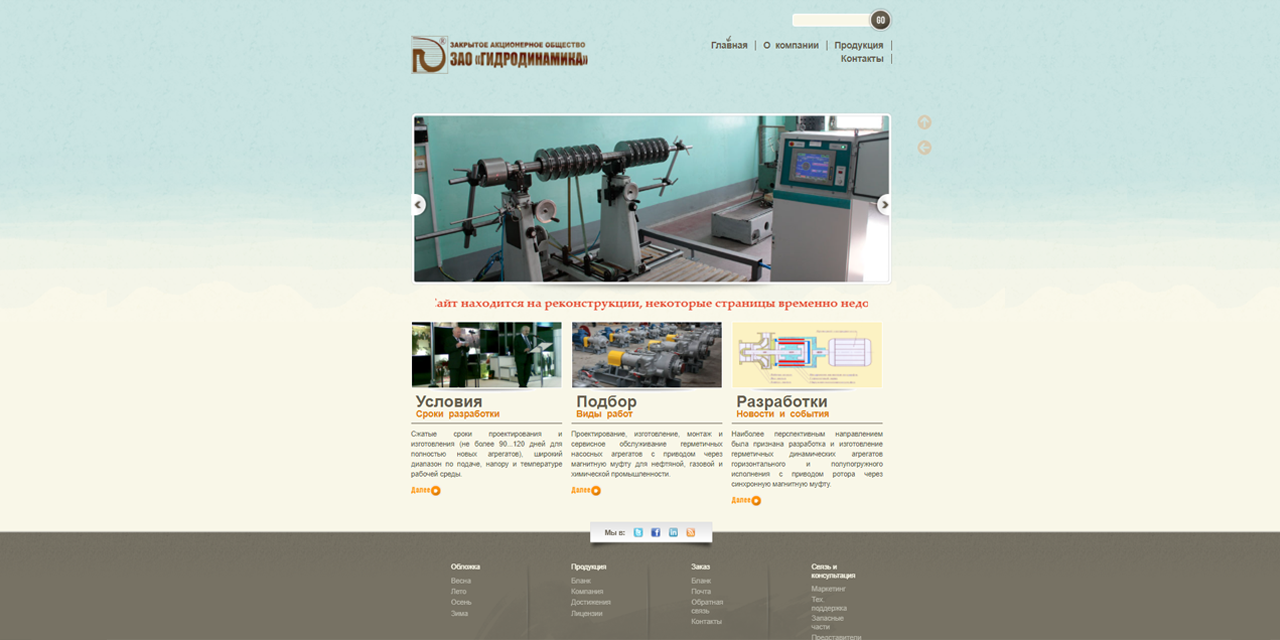 GO
ЗАКРЫТОЕ АКЦИОНЕРНОЕ ОБЩЕСТВО
ЗАО «ГИДРОДИНАМИКА»
Главная | О компании | Продукция |
Контакты |
Сайт находится на реконструкции, некоторые страницы временно недо
Условия
Сроки разработки
Сжатые сроки проектирования и
изготовления (не более 90...120 дней для
полностью новых агрегатов), широкий
диапазон по подаче, напору и температуре
рабочей среды.
Далее
Подбор
Виды работ
Проектирование, изготовление, монтаж и
сервисное обслуживание герметичных
насосных агрегатов с приводом через
магнитную муфту для нефтяной, газовой и
химической промышленности.
Далее
Разработки
Новости и события
Наиболее перспективным направлением
была признана разработка и изготовление
герметичных динамических агрегатов
горизонтального и полупогружного
исполнения с приводом ротора через
синхронную магнитную муфту.
Далее
Мы в:
Обложка
Весна
Лето
Осень
Зима
Продукция
Бланк
Компания
Достижения
Лицензии
Заказ
Бланк
Почта
Обратная
связь
Контакты
Связь и
консультация
Маркетинг
Тех.
поддержка
Запасные
части
Представители